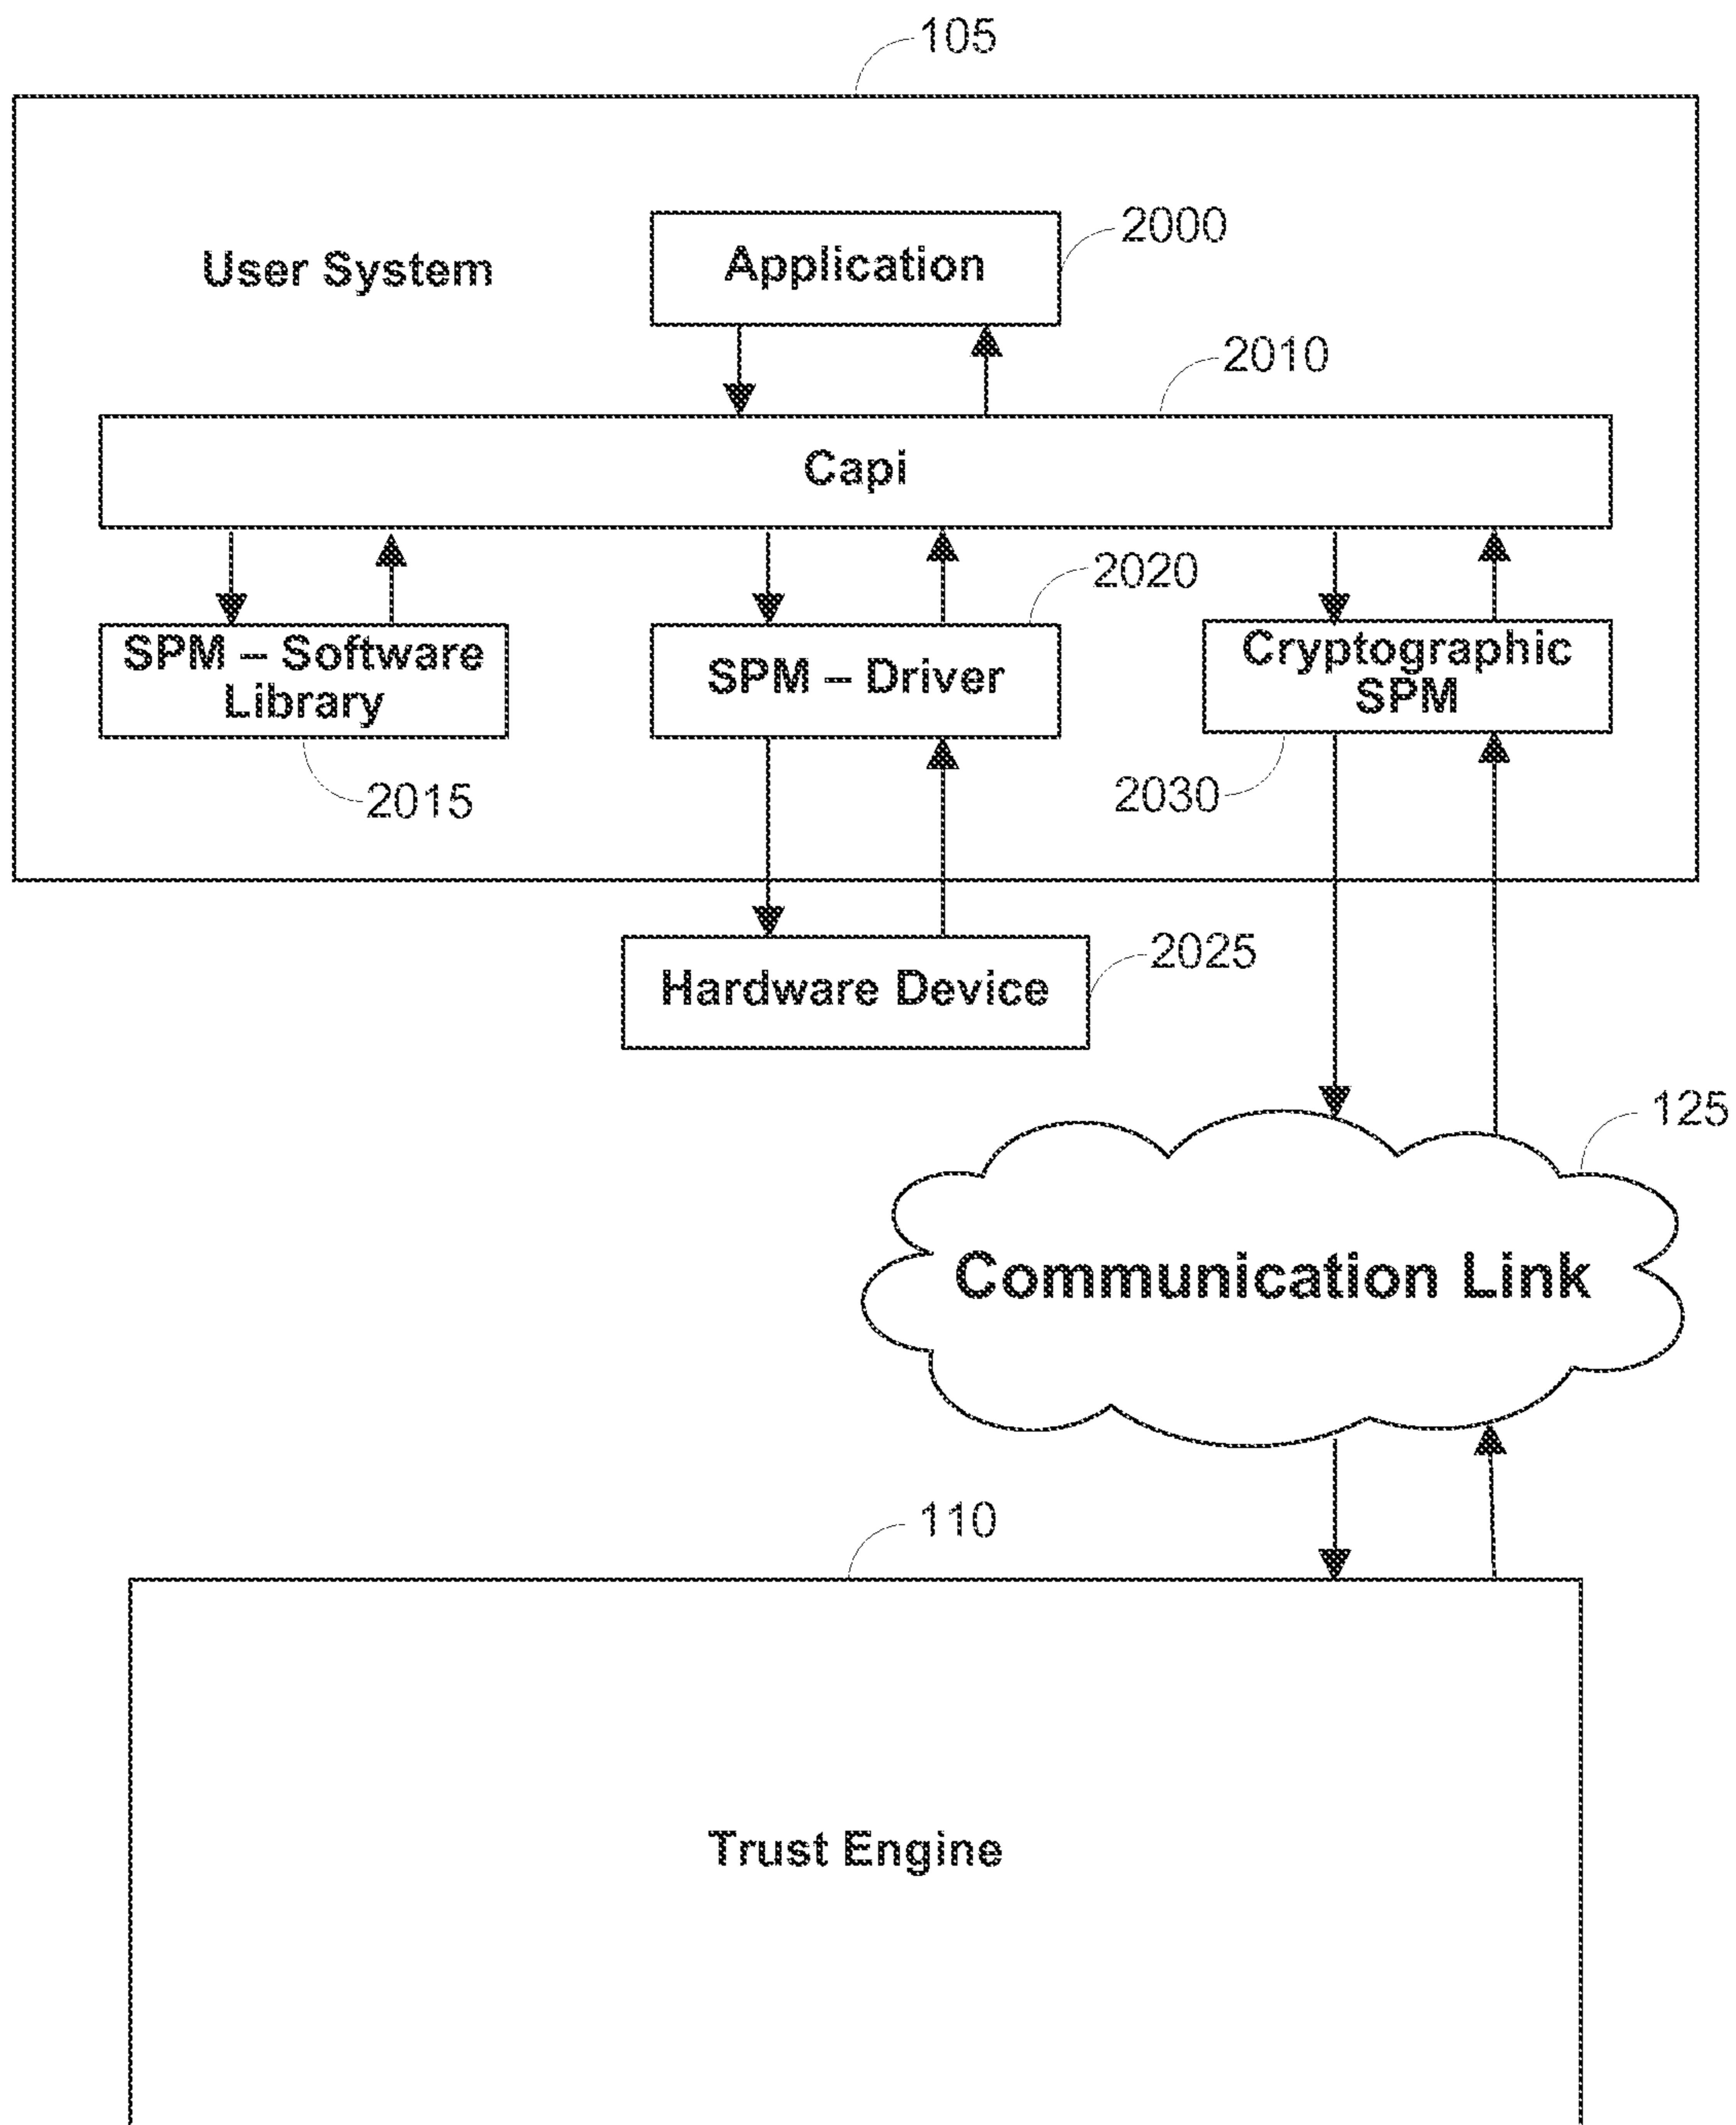 105
2000
User System
Application
2010
Capi
2020
SPM – Software
Library
SPM – Driver
Cryptographic
SPM
2015
2030
Hardware Device
2025
125
Communication Link
110
Trust Engine